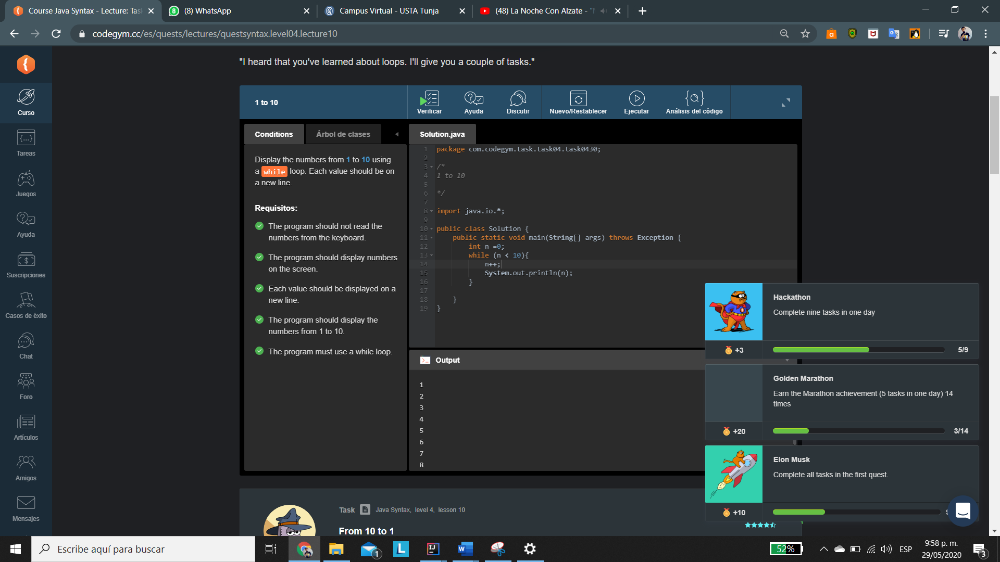 Course Java Syntax - Lecture: Tas
(8) WhatsApp
Campus Virtual - USTA Tunja
(48) La Noche Con Alzate - "
codegym.cc/es/quests/lectures/questsyntax.level04.lecture10
Curso
Tareas
Juegos
Ayuda
Suscripciones
Casos de éxito
Chat
Foro
Artículos
Amigos
Mensajes
"I heard that you've learned about loops. I'll give you a couple of tasks."
1 to 10
Verificar
Ayuda
Discutir
Nuevo/Restablecer
Ejecutar
Análisis del código
Conditions
Árbol de clases
Display the numbers from 1 to 10 using
a while loop. Each value should be on
a new line.
Requisitos:
The program should not read the
numbers from the keyboard.
The program should display numbers
on the screen.
Each value should be displayed on a
new line.
The program should display the
numbers from 1 to 10.
The program must use a while loop.
Solution.java
1 package com.codegym.task.task04.task0430;
2
3 /*
4 1 to 10
5
6 */
7
8 import java.io.*;
9
10 public class Solution {
11 public static void main(String[] args) throws Exception {
12 int n =0;
13 while (n < 10){
14 n++;
15 System.out.println(n);
16 }
17
18 }
19 }
Output
1
2
3
4
5
6
7
8
Hackathon
Complete nine tasks in one day
+3
5/9
Golden Marathon
Earn the Marathon achievement (5 tasks in one day) 14
times
+20
3/14
Elon Musk
Complete all tasks in the first quest.
+10
Task
Java Syntax, level 4, lesson 10
From 10 to 1
Escribe aquí para buscar
1
52%
ESP
9:58 p. m.
29/05/2020
3